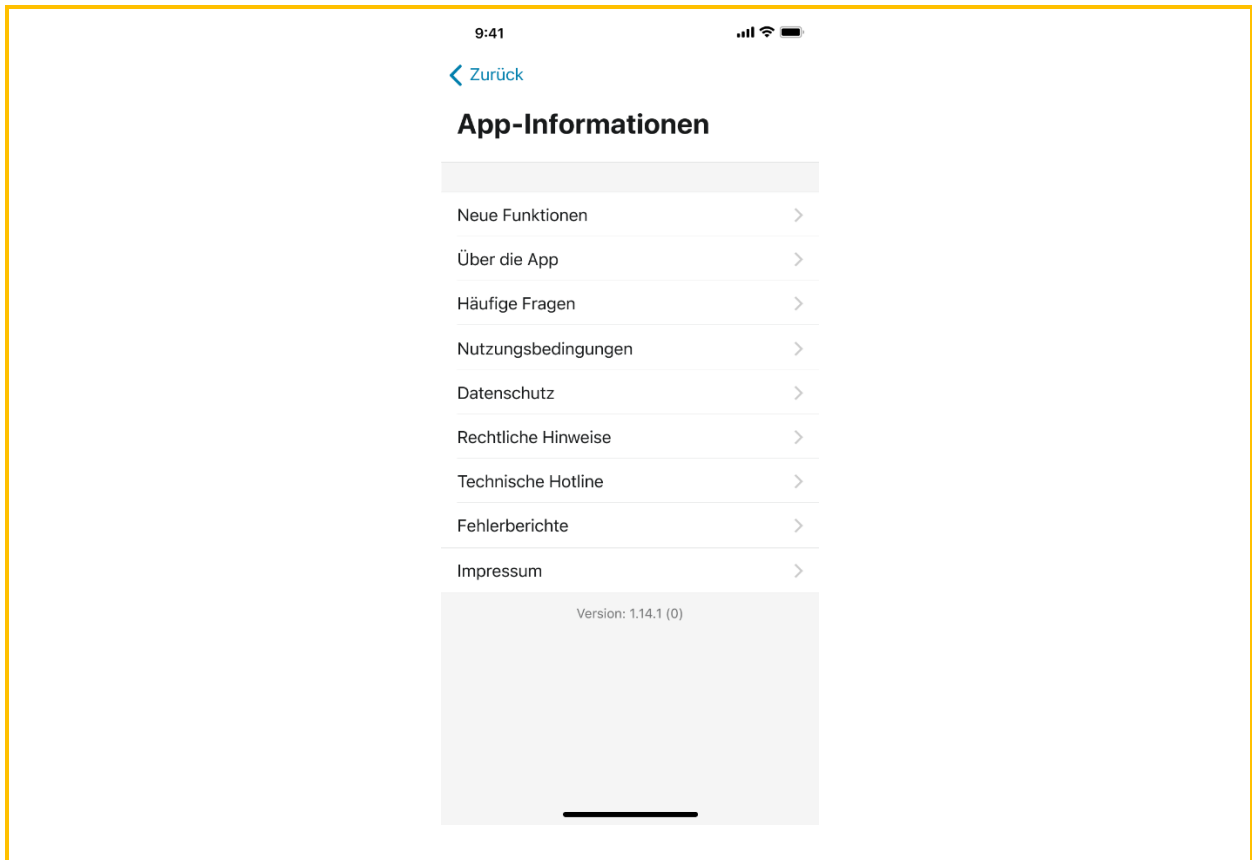 9:41
Zurück
App-Informationen
Neue Funktionen
Über die App
Häufige Fragen
Nutzungsbedingungen
Datenschutz
Rechtliche Hinweise
Technische Hotline
Fehlerberichte
Impressum
Version: 1.14.1 (0)